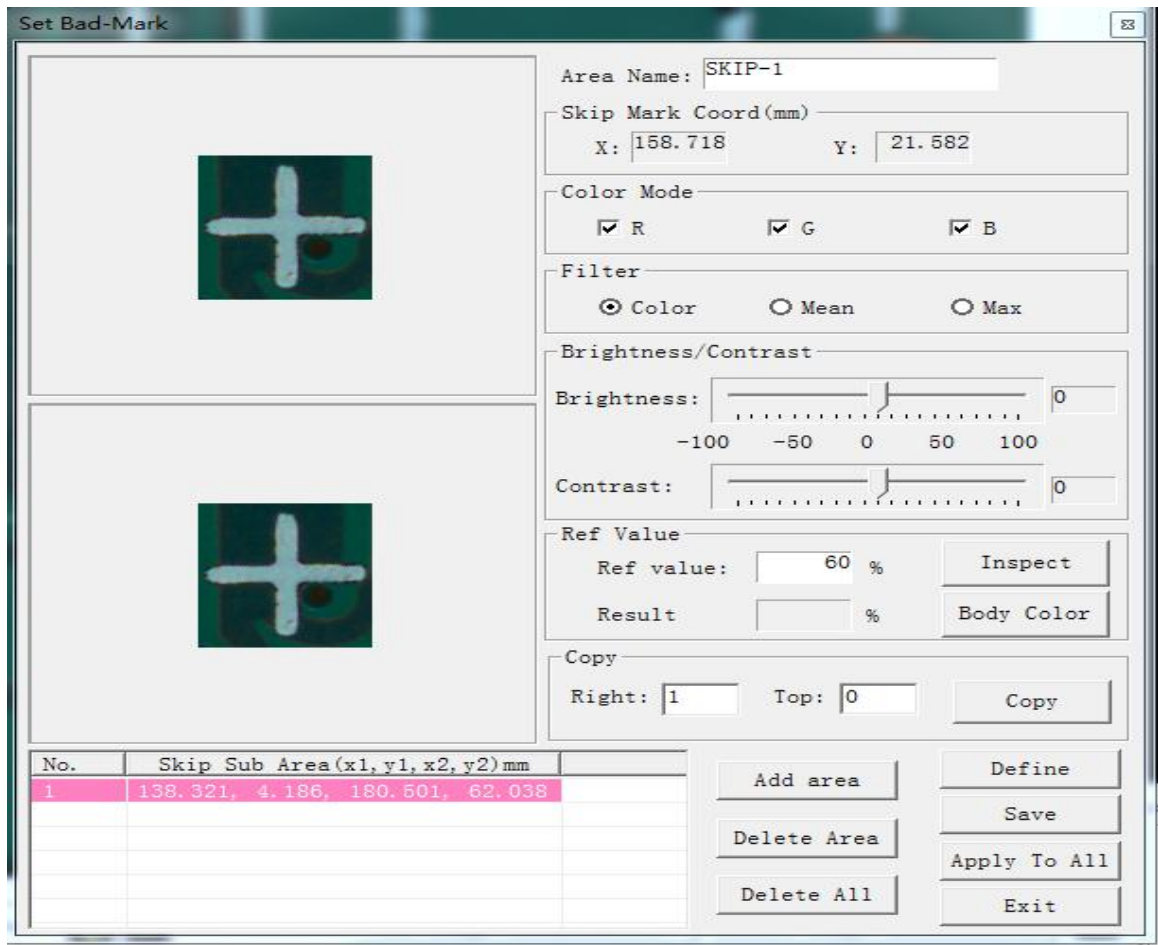 Set Bad-Mark
Area Name: SKIP-1
Skip Mark Coord(mm)
X: 158.718 Y: 21.582
Color Mode
R G B
Filter
Color Mean Max
Brightness/Contrast
Brightness: 0
-100 -50 0 50 100
Contrast: 0
Ref Value
Ref value: 60 % Inspect
Result % Body Color
Copy
Right: 1 Top: 0 Copy
No. Skip Sub Area(x1,y1,x2,y2)mm
1 138.321, 4.186, 180.501, 62.038
Add area
Delete Area
Delete All
Define
Save
Apply To All
Exit